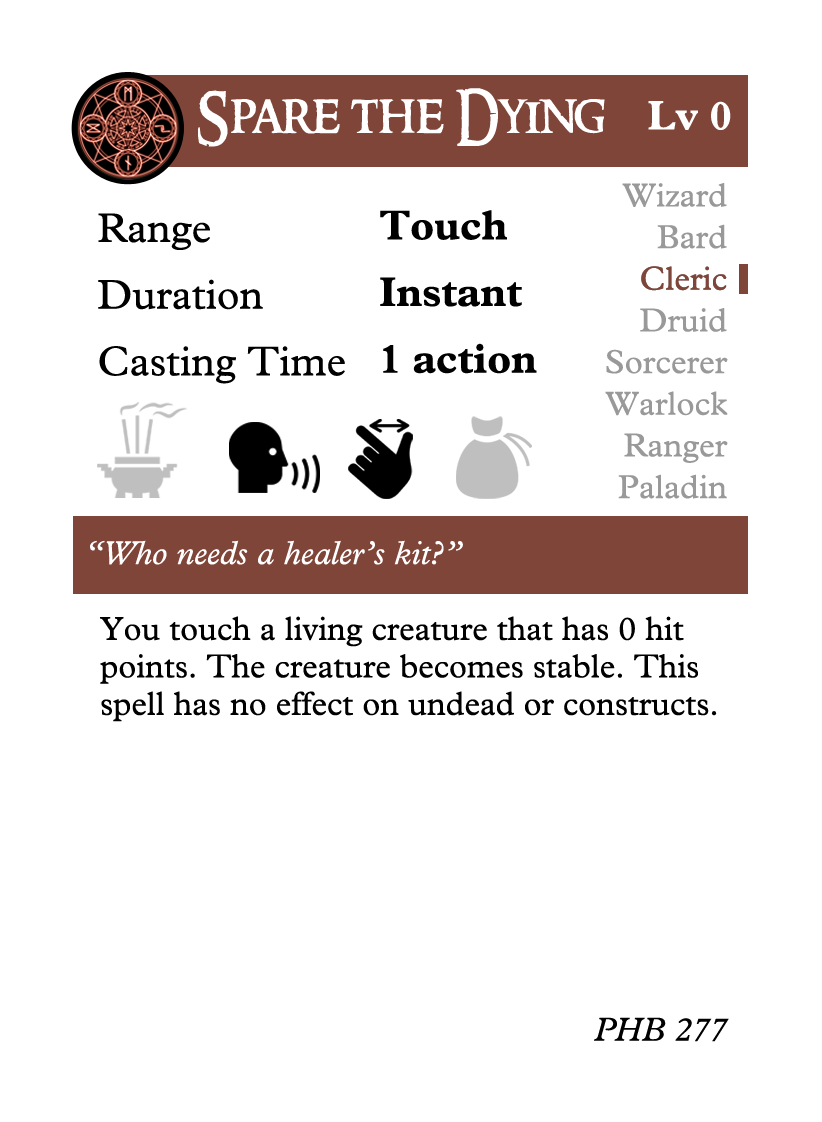 SPARE THE DYING Lv 0
Wizard
Bard
Cleric
Druid
Sorcerer
Warlock
Ranger
Paladin
Range Touch
Duration Instant
Casting Time 1 action
“Who needs a healer’s kit?”
You touch a living creature that has 0 hit
points. The creature becomes stable. This
spell has no effect on undead or constructs.
PHB 277